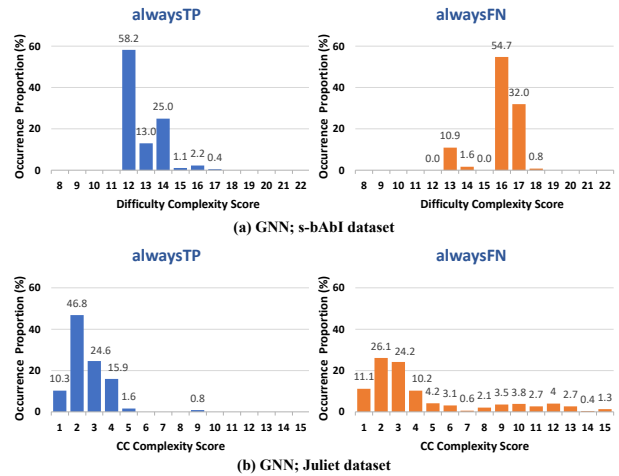 alwaysTP
alwaysFN
Occurrence Proportion (%)
60
40
20
0
58.2
13.0
25.0
1.1
2.2
0.4
8 9 10 11 12 13 14 15 16 17 18 19 20 21 22
Difficulty Complexity Score
Occurrence Proportion (%)
60
40
20
0
0.0
10.9
1.6
0.0
54.7
32.0
0.8
8 9 10 11 12 13 14 15 16 17 18 19 20 21 22
Difficulty Complexity Score
(a) GNN; s-bAbI dataset
alwaysTP
alwaysFN
Occurrence Proportion (%)
60
40
20
0
10.3
46.8
24.6
15.9
1.6
0.8
1 2 3 4 5 6 7 8 9 10 11 12 13 14 15
CC Complexity Score
Occurrence Proportion (%)
60
40
20
0
11.1
26.1
24.2
10.2
4.2
3.1
0.6
2.1
3.5
3.8
2.7
4
2.7
0.4
1.3
1 2 3 4 5 6 7 8 9 10 11 12 13 14 15
CC Complexity Score
(b) GNN; Juliet dataset